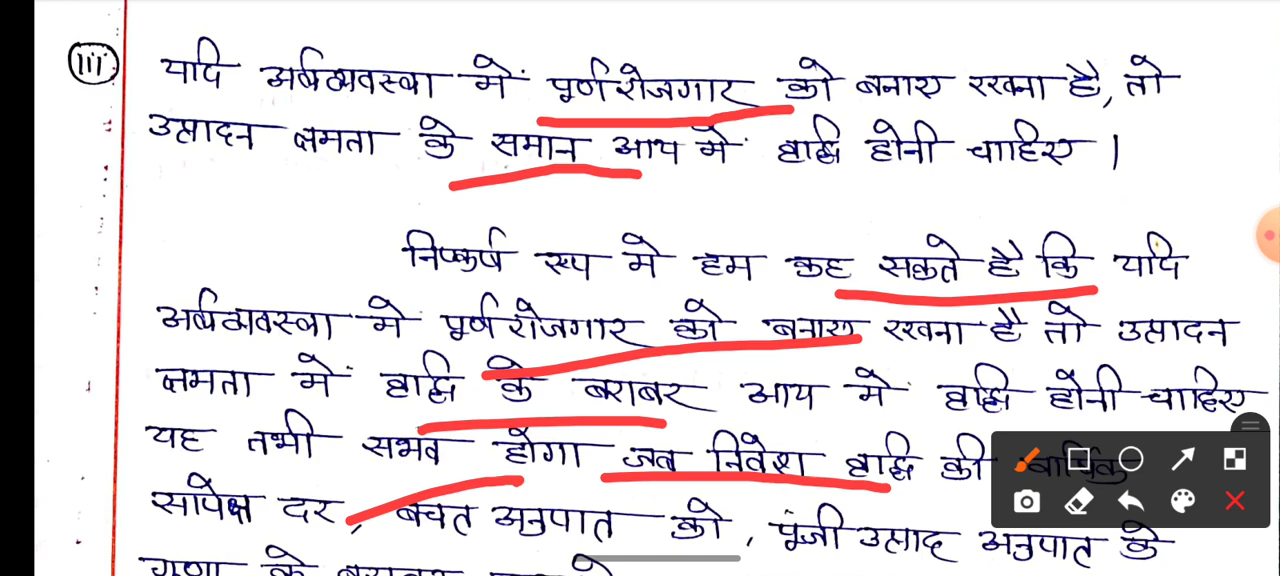 (iii) यदि अर्थव्यवस्था में पूर्ण रोजगार को बनाए रखना है, तो
उत्पादन क्षमता के समान आय में वृद्धि होनी चाहिए।
निष्कर्ष रूप मे हम कह सकते है कि यदि
अर्थव्यवस्था मे पूर्ण रोजगार को बनाए रखना है तो उत्पादन
क्षमता में वृद्धि के बराबर आय मे वृद्धि होनी चाहिए
यह तभी संभव होगा जब निवेश वृद्धि की वार्षिक
सापेक्ष दर, बचत अनुपात को, पूंजी उत्पाद अनुपात के
गुणा के बराबर